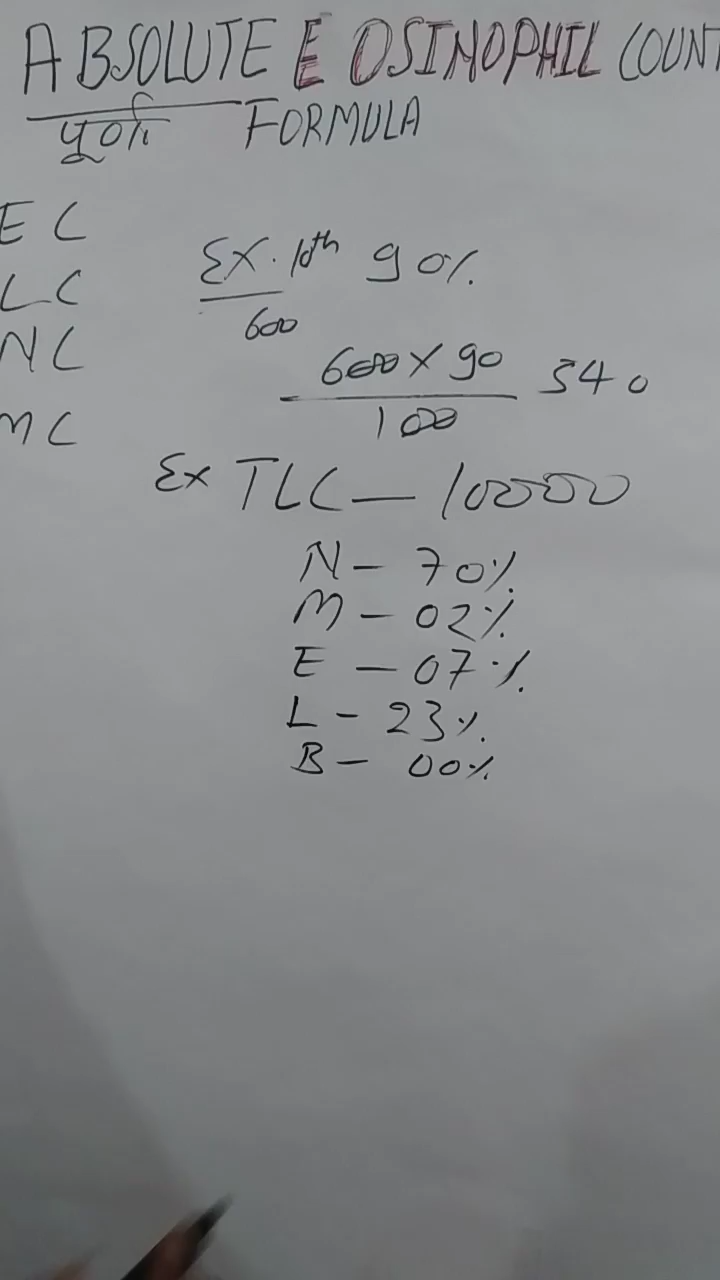 ABSOLUTE EOSINOPHIL COUNT
पूर्ण FORMULA
EC
LC
NC
MC
Ex. 10th 90%
600
600 × 90 540
100
Ex TLC — 10000
N — 70%
M — 02%
E — 07%
L — 23%
B — 00%